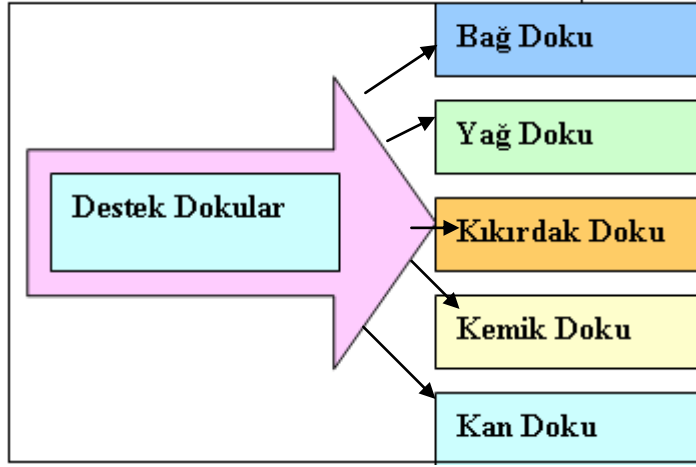 Bağ Doku
Yağ Doku
Destek Dokular
Kıkırdak Doku
Kemik Doku
Kan Doku